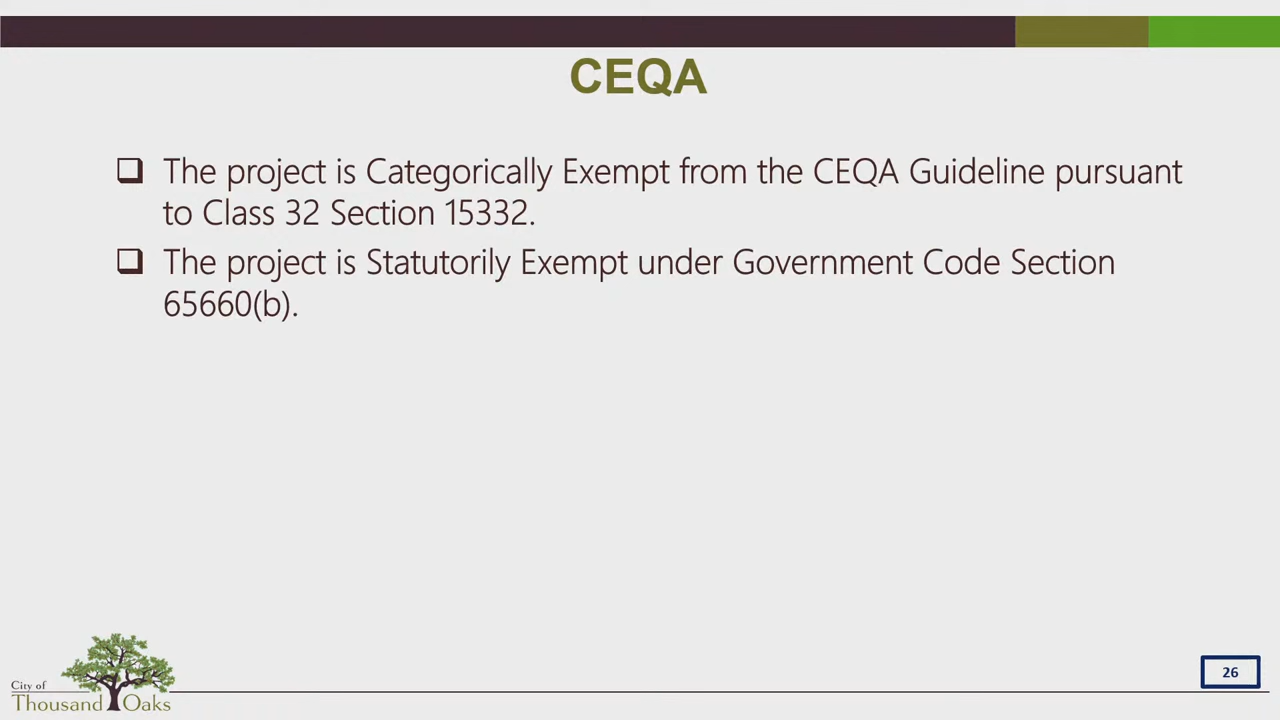 CEQA
❑ The project is Categorically Exempt from the CEQA Guideline pursuant
to Class 32 Section 15332.
❑ The project is Statutorily Exempt under Government Code Section
65660(b).
City of
Thousand Oaks
26